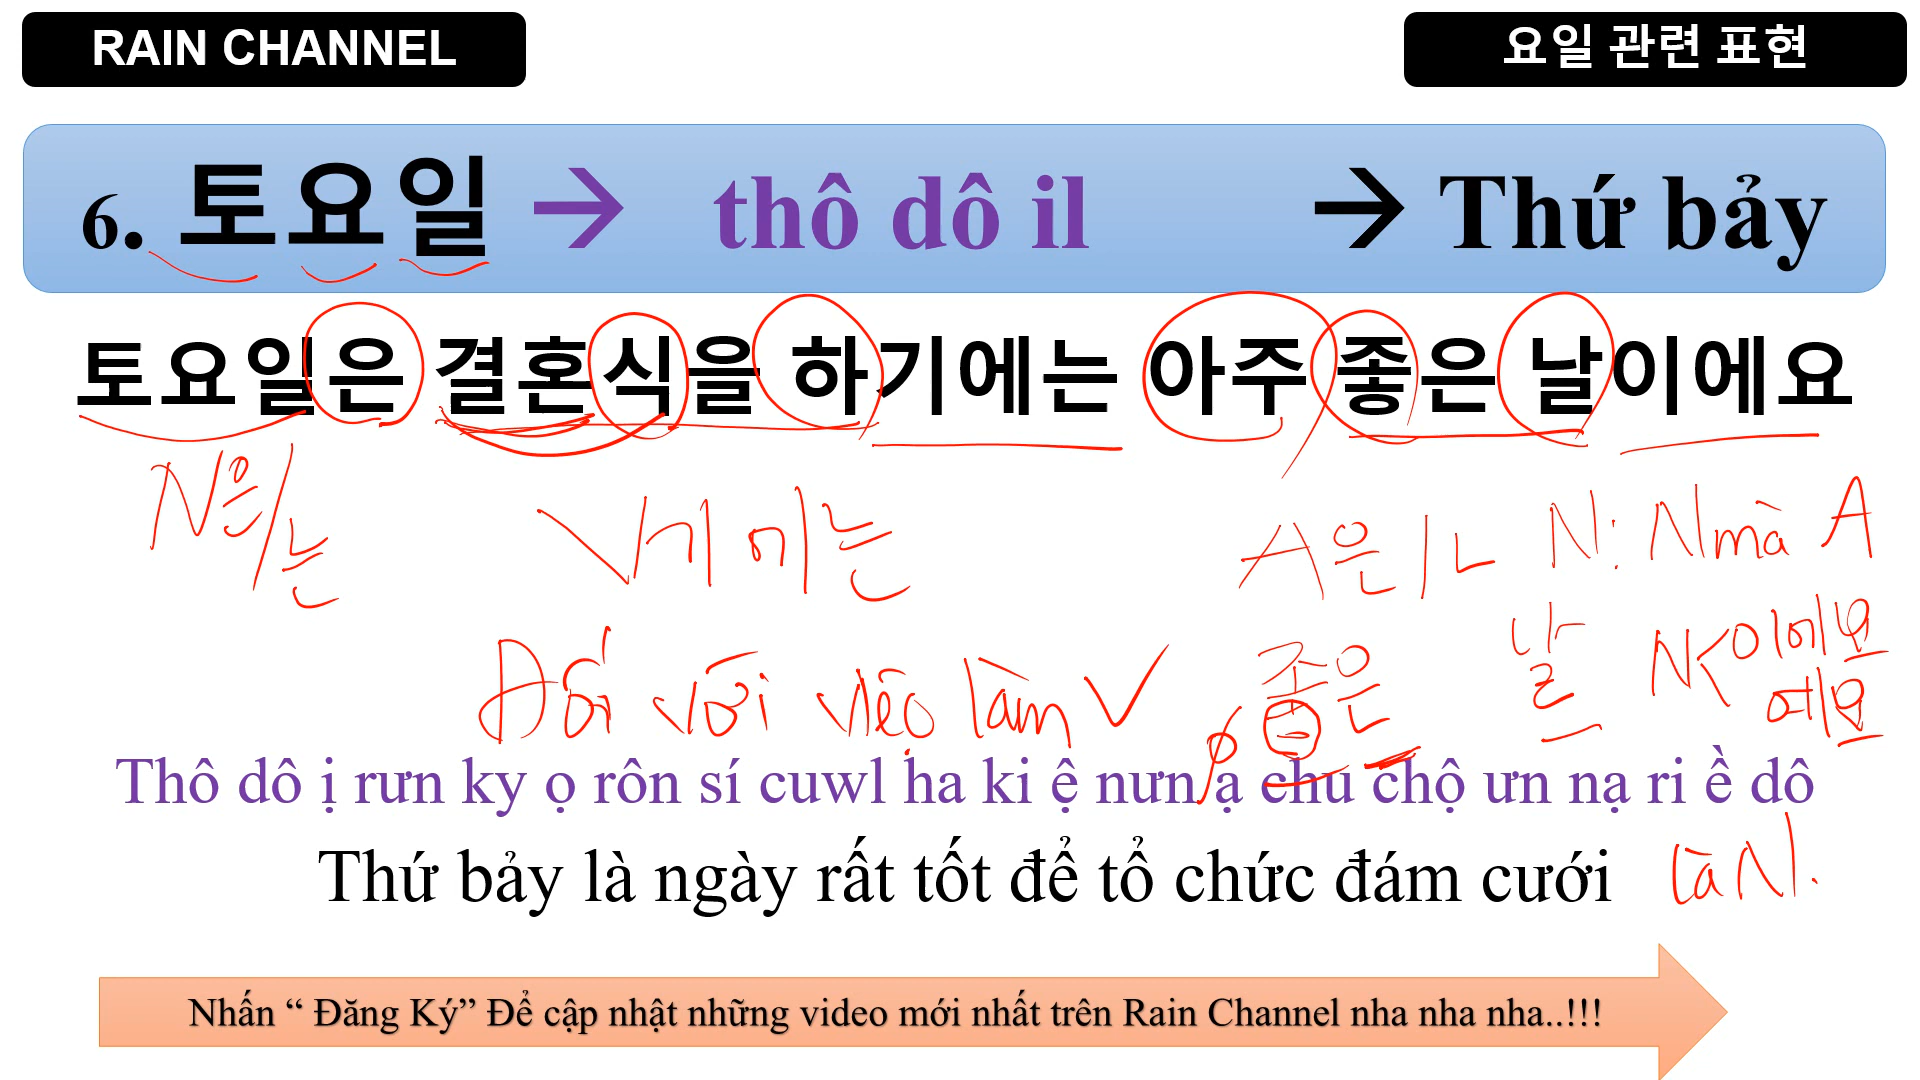 RAIN CHANNEL
요일 관련 표현
6. 토요일 → thô dô il → Thứ bảy
토요일은 결혼식을 하기에는 아주 좋은 날이에요
N은/는
V기에는
A은/ㄴ N: N mà A
Đối với việc làm V
좋은 날
N< 이에요
예요
Thô dô ị rưn ky ọ rôn sí cuwl ha ki ệ nưn ạ chu chộ ưn nạ ri ề dô
Thứ bảy là ngày rất tốt để tổ chức đám cưới
là N.
Nhấn “ Đăng Ký” Để cập nhật những video mới nhất trên Rain Channel nha nha nha..!!!